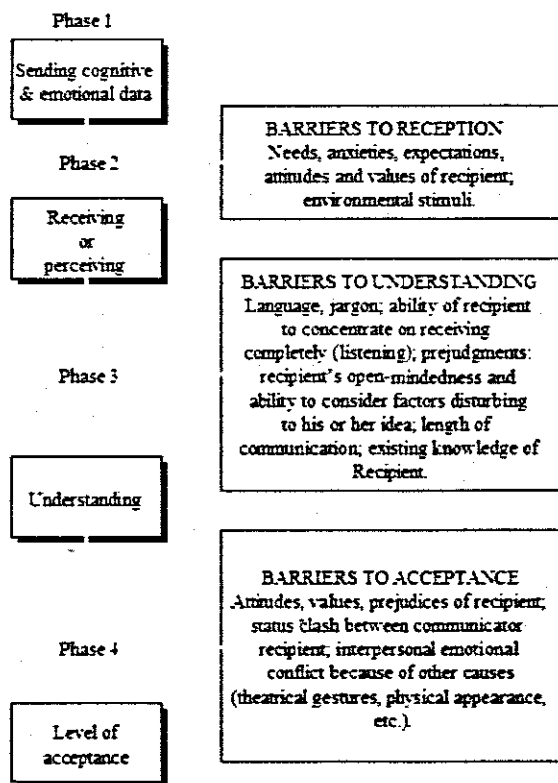 Phase 1
Sending cognitive
& emotional data
BARRIERS TO RECEPTION
Needs, anxieties, expectations,
attitudes and values of recipient;
environmental stimuli.
Phase 2
Receiving
or
perceiving
BARRIERS TO UNDERSTANDING
Language, jargon; ability of recipient
to concentrate on receiving
completely (listening); prejudgments:
recipient's open-mindedness and
ability to consider factors disturbing
to his or her idea; length of
communication; existing knowledge of
Recipient.
Phase 3
Understanding
BARRIERS TO ACCEPTANCE
Attitudes, values, prejudices of recipient;
status clash between communicator
recipient; interpersonal emotional
conflict because of other causes
(theatrical gestures, physical appearance,
etc.).
Phase 4
Level of
acceptance